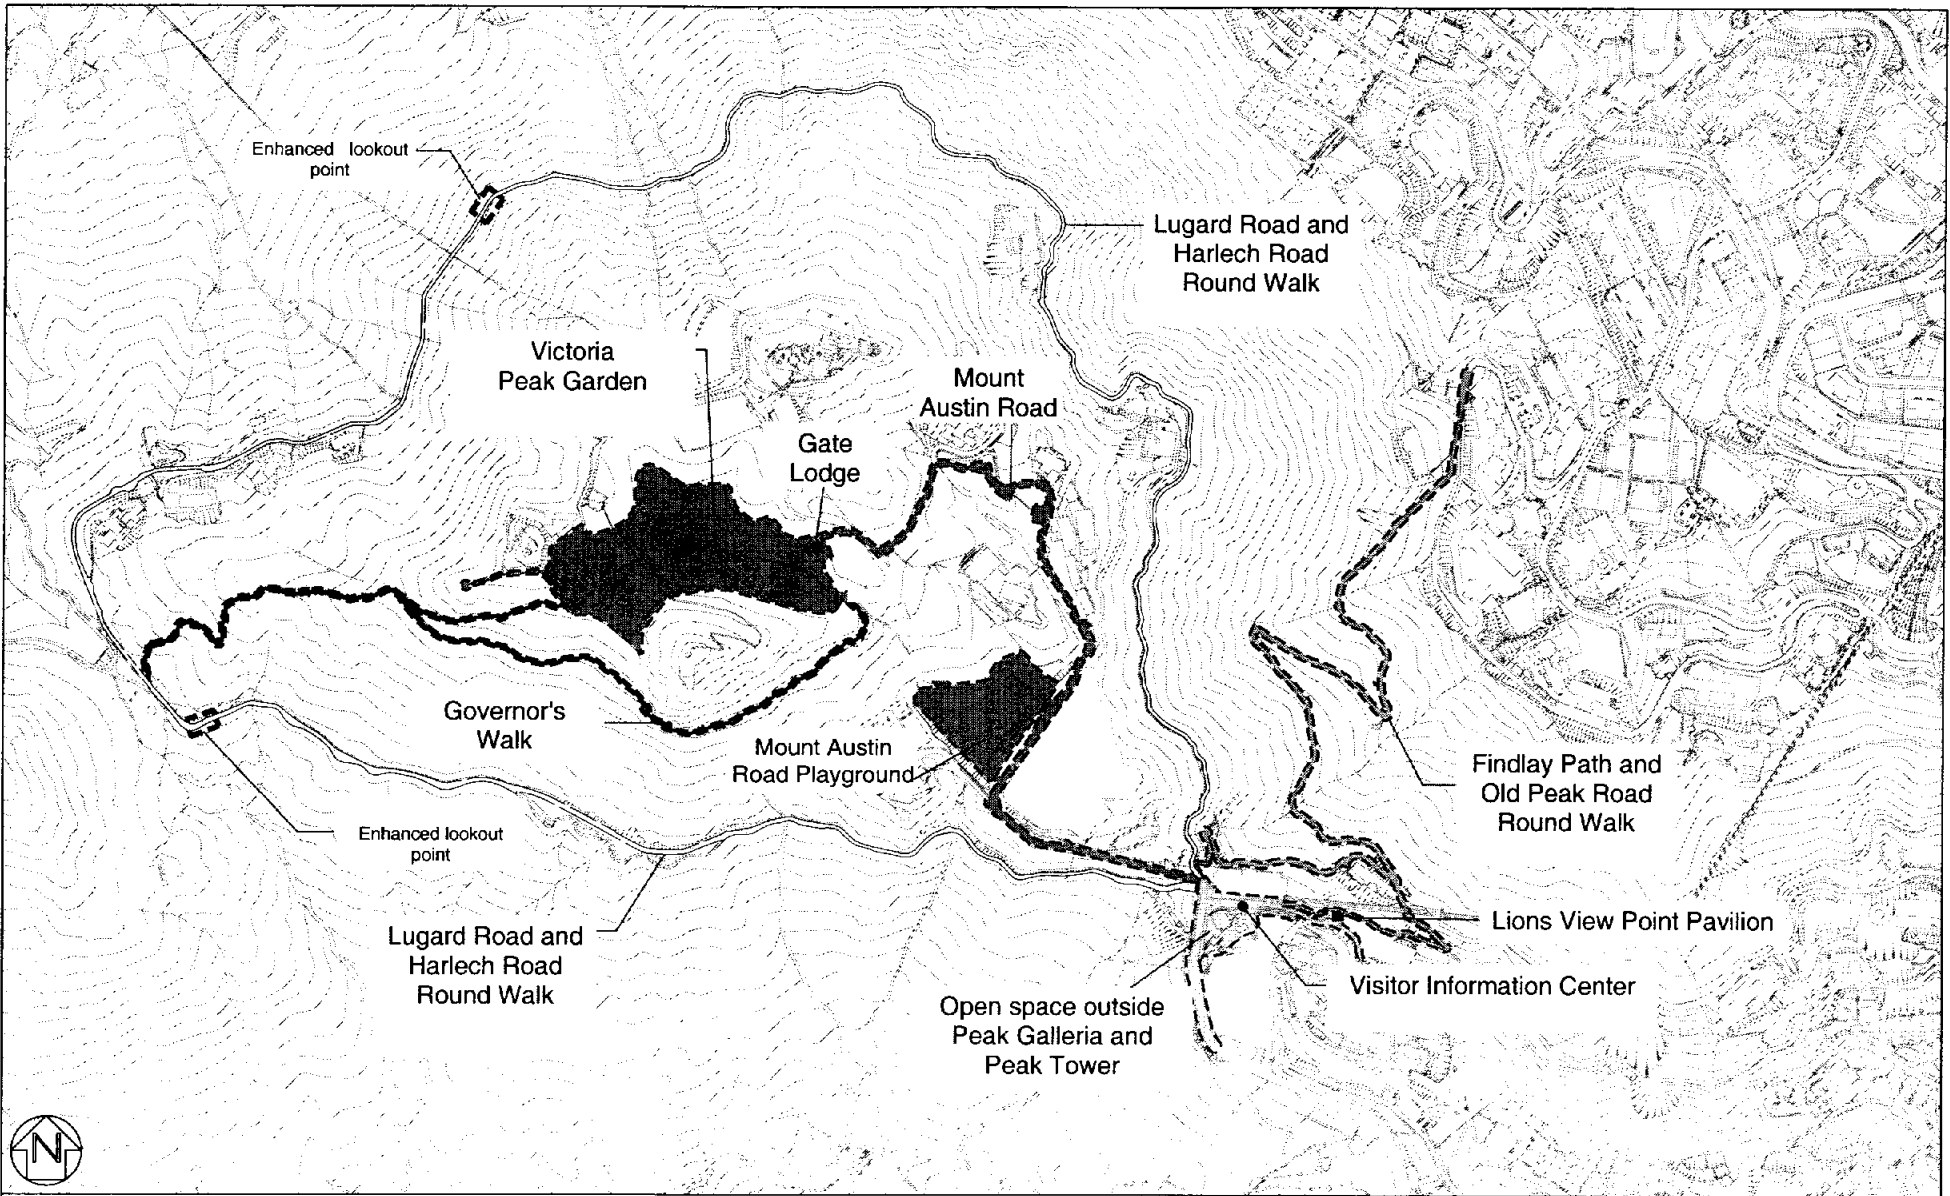 Enhanced lookout
point
Lugard Road and
Harlech Road
Round Walk
Victoria
Peak Garden
Mount
Austin Road
Gate
Lodge
Governor's
Walk
Mount Austin
Road Playground
Findlay Path and
Old Peak Road
Round Walk
Enhanced lookout
point
Lugard Road and
Harlech Road
Round Walk
Lions View Point Pavilion
Visitor Information Center
Open space outside
Peak Galleria and
Peak Tower
N